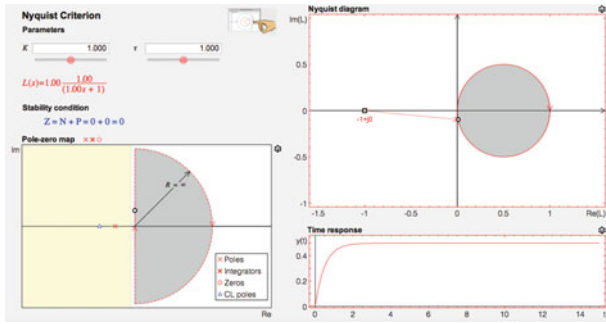 Nyquist Criterion
Parameters
K 1.000 τ 1.000
L(s)=1.00 1.00 / (1.00s + 1)
Stability condition
Z = N + P = 0 + 0 = 0
Pole-zero map × × ○
Im
R = ∞
× Poles
× Integrators
○ Zeros
△ CL poles
Re
Nyquist diagram
Im(L)
0.5
0
-0.5
-1
-1+j0
-1.5 -1 -0.5 0 0.5 1 Re(L)
Time response
y(t)
0.4
0.2
0
0 2 4 6 8 10 12 14 t